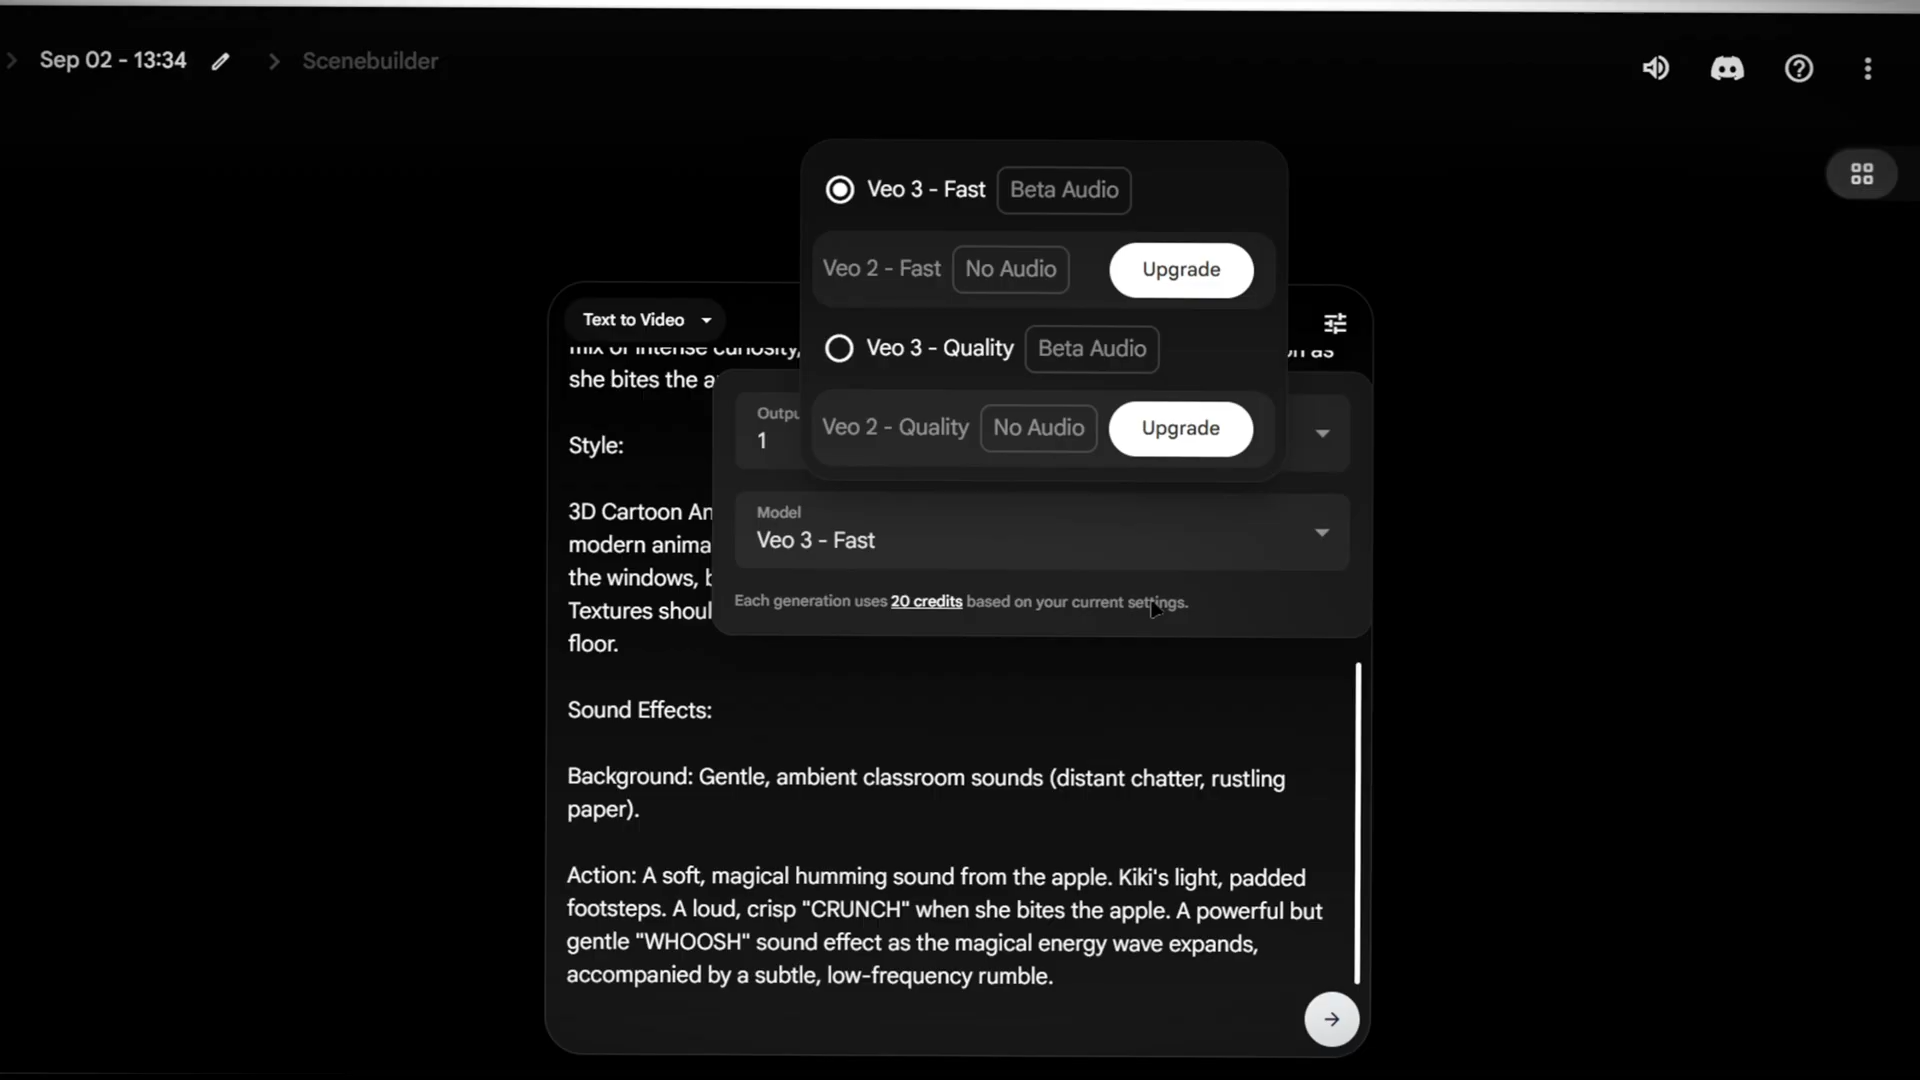 Sep 02 - 13:34
Scenebuilder
Veo 3 - Fast Beta Audio
Veo 2 - Fast No Audio Upgrade
Veo 3 - Quality Beta Audio
Veo 2 - Quality No Audio Upgrade
Text to Video
mix of intense curiosity, as
she bites the a
Outpu
1
Style:
Model
Veo 3 - Fast
Each generation uses 20 credits based on your current settings.
3D Cartoon An
modern anima
the windows, b
Textures shoul
floor.
Sound Effects:
Background: Gentle, ambient classroom sounds (distant chatter, rustling
paper).
Action: A soft, magical humming sound from the apple. Kiki's light, padded
footsteps. A loud, crisp "CRUNCH" when she bites the apple. A powerful but
gentle "WHOOSH" sound effect as the magical energy wave expands,
accompanied by a subtle, low-frequency rumble.